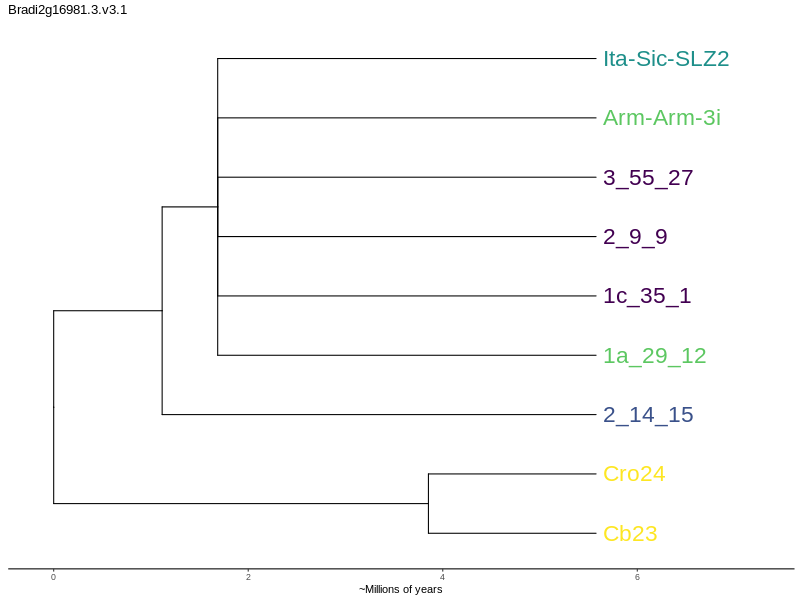 Bradi2g16981.3.v3.1
Ita-Sic-SLZ2
Arm-Arm-3i
3_55_27
2_9_9
1c_35_1
1a_29_12
2_14_15
Cro24
Cb23
0 2 4 6
~Millions of years